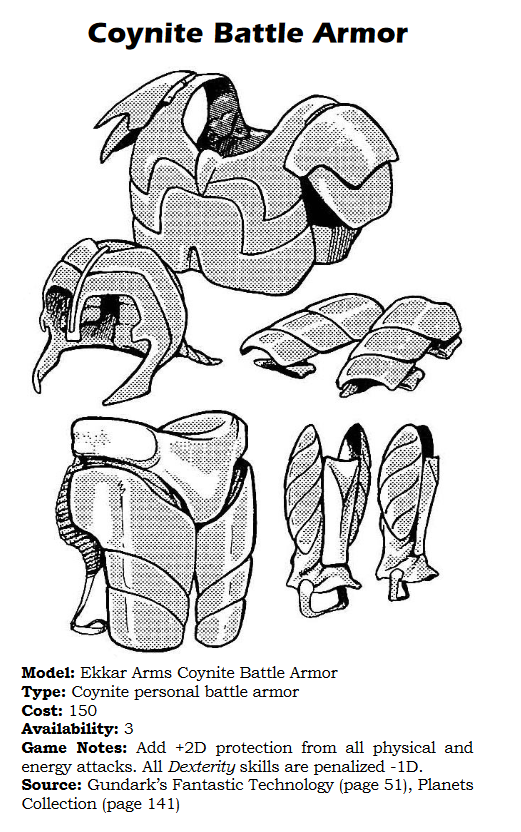 Coynite Battle Armor
Model: Ekkar Arms Coynite Battle Armor
Type: Coynite personal battle armor
Cost: 150
Availability: 3
Game Notes: Add +2D protection from all physical and
energy attacks. All Dexterity skills are penalized -1D.
Source: Gundark's Fantastic Technology (page 51), Planets
Collection (page 141)